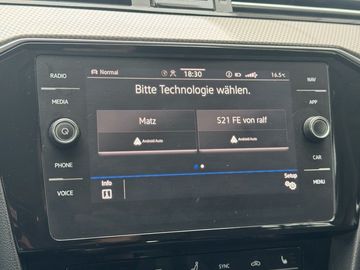 RADIO
MEDIA
PHONE
VOICE
Normal
18:30
16.5°
Bitte Technologie wählen.
Matz
S21 FE von ralf
Android Auto
Android Auto
Info
Setup
NAV
APP
CAR
MENU
SYNC